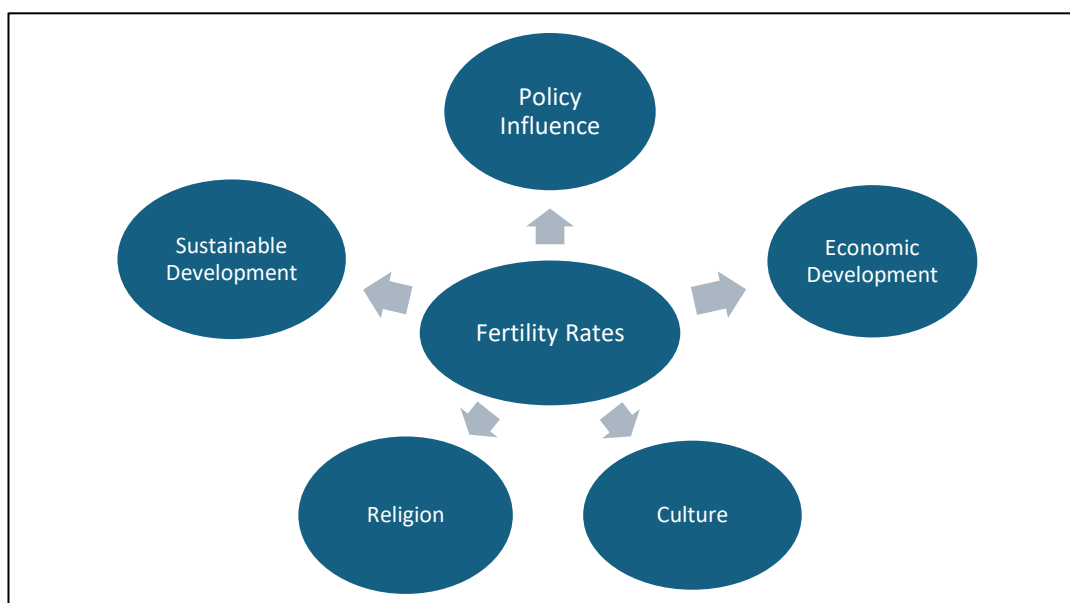 Policy
Influence
Sustainable
Development
Economic
Development
Fertility Rates
Religion
Culture